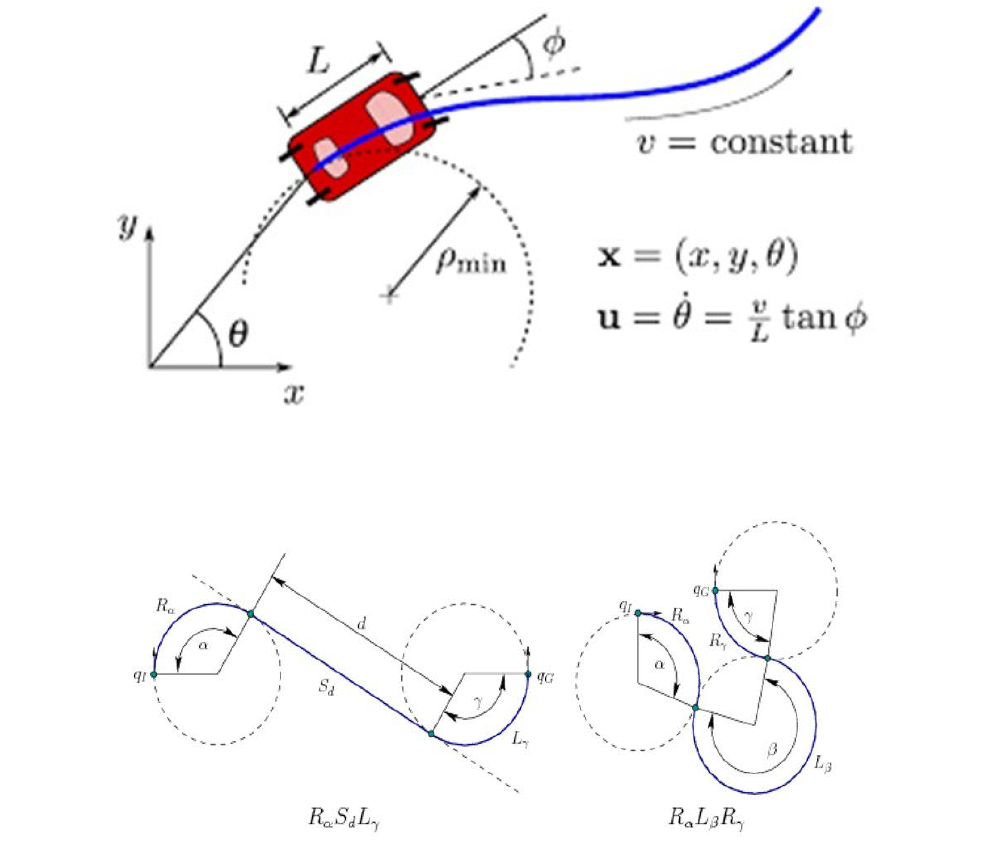 L
ϕ
v = constant
y
ρmin
x = (x, y, θ)
θ
u = θ̇ = v/L tan ϕ
x
Rα
α
qI
d
Sd
γ
qG
Lγ
RαSdLγ
qI
Rα
α
qG
γ
Rγ
β
Lβ
RαLβRγ